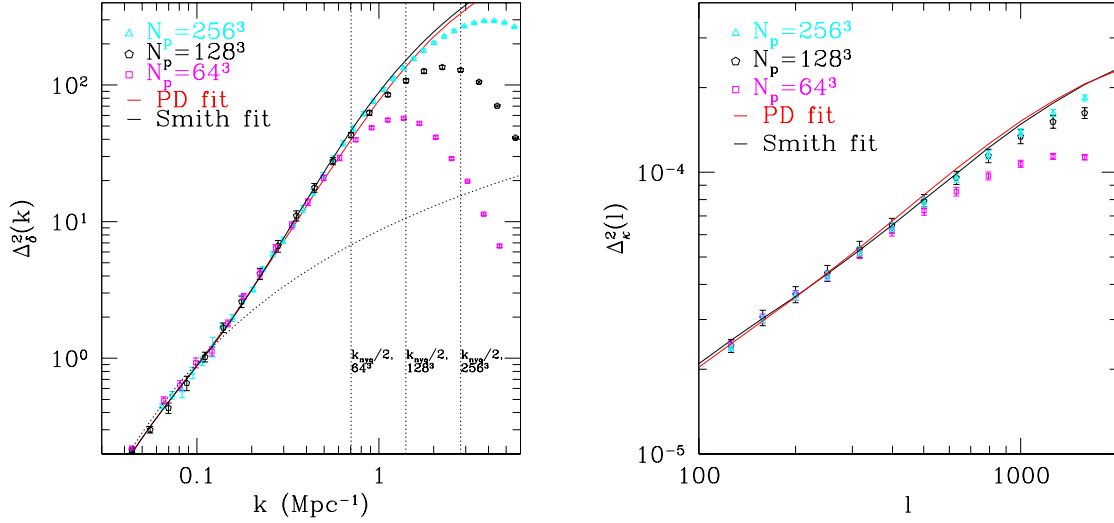 N_p=256³
N_p=128³
N_p=64³
PD fit
Smith fit
10²
10¹
10⁰
Δ²_δ(k)
k_nyq/2,
64³
k_nyq/2,
128³
k_nyq/2,
256³
0.1
1
k (Mpc⁻¹)
N_p=256³
N_p=128³
N_p=64³
PD fit
Smith fit
10⁻⁴
10⁻⁵
Δ²_κ(l)
100
1000
l